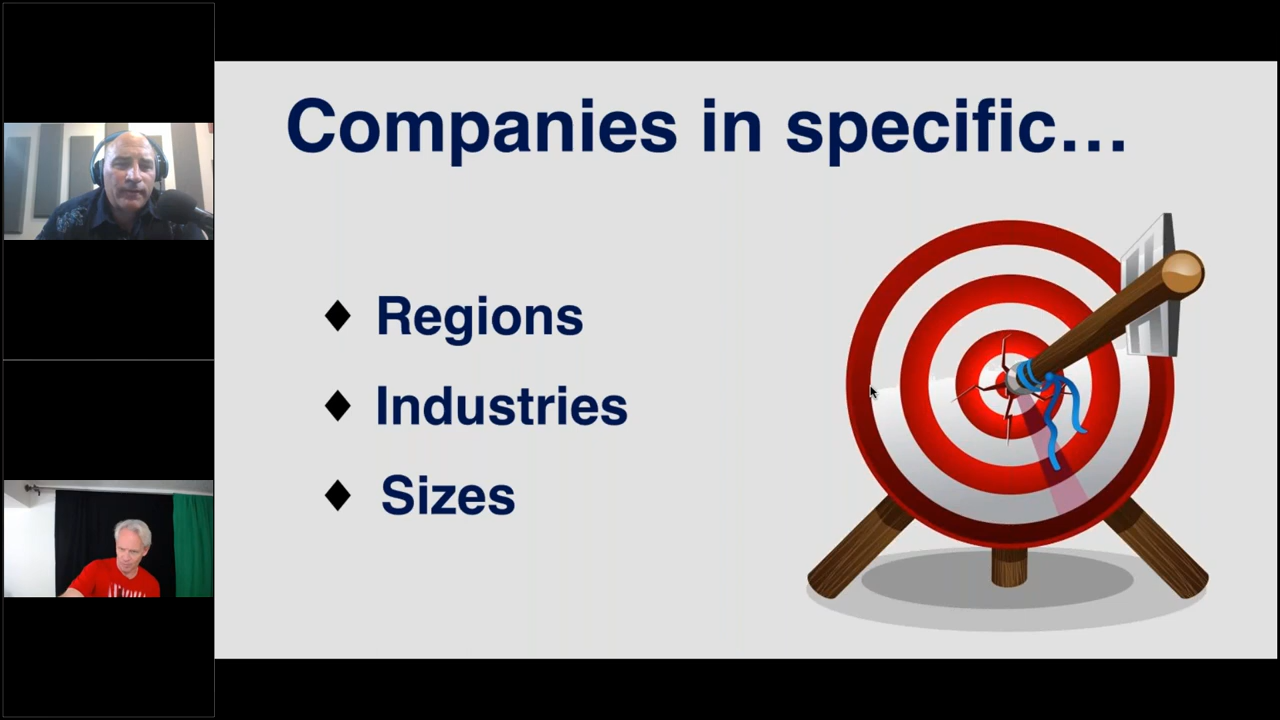 Companies in specific…
♦ Regions
♦ Industries
♦ Sizes